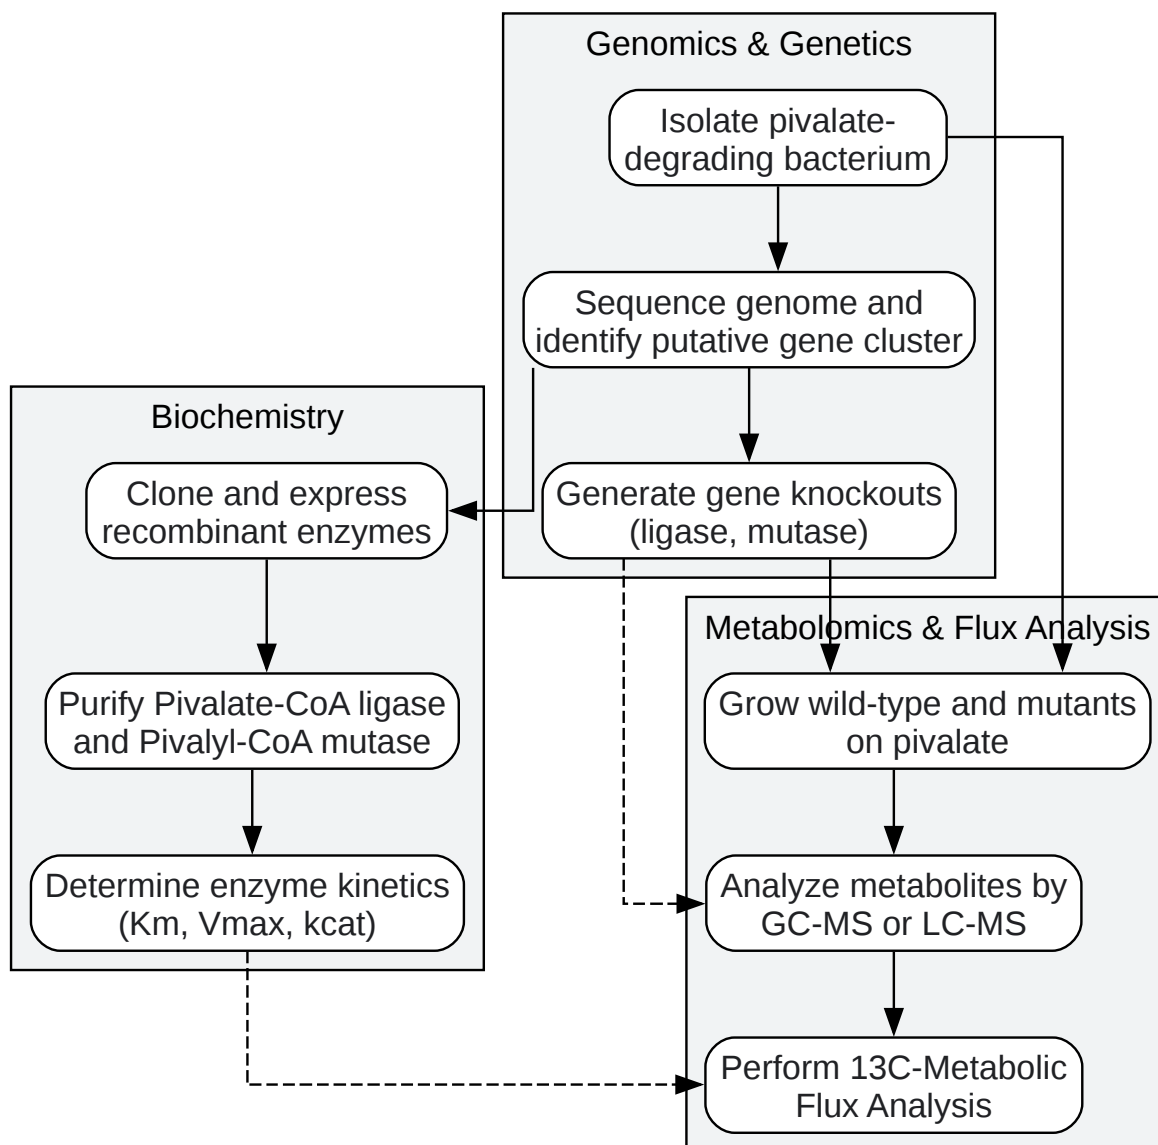 Genomics & Genetics
Isolate pivalate-
degrading bacterium
Sequence genome and
identify putative gene cluster
Generate gene knockouts
(ligase, mutase)
Biochemistry
Clone and express
recombinant enzymes
Purify Pivalate-CoA ligase
and Pivalyl-CoA mutase
Determine enzyme kinetics
(Km, Vmax, kcat)
Metabolomics & Flux Analysis
Grow wild-type and mutants
on pivalate
Analyze metabolites by
GC-MS or LC-MS
Perform 13C-Metabolic
Flux Analysis